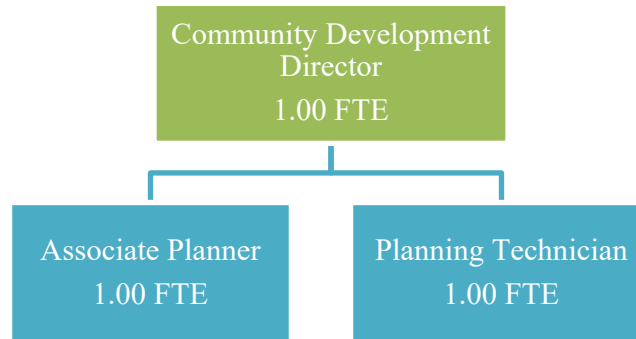 Community Development
Director
1.00 FTE
Associate Planner
1.00 FTE
Planning Technician
1.00 FTE